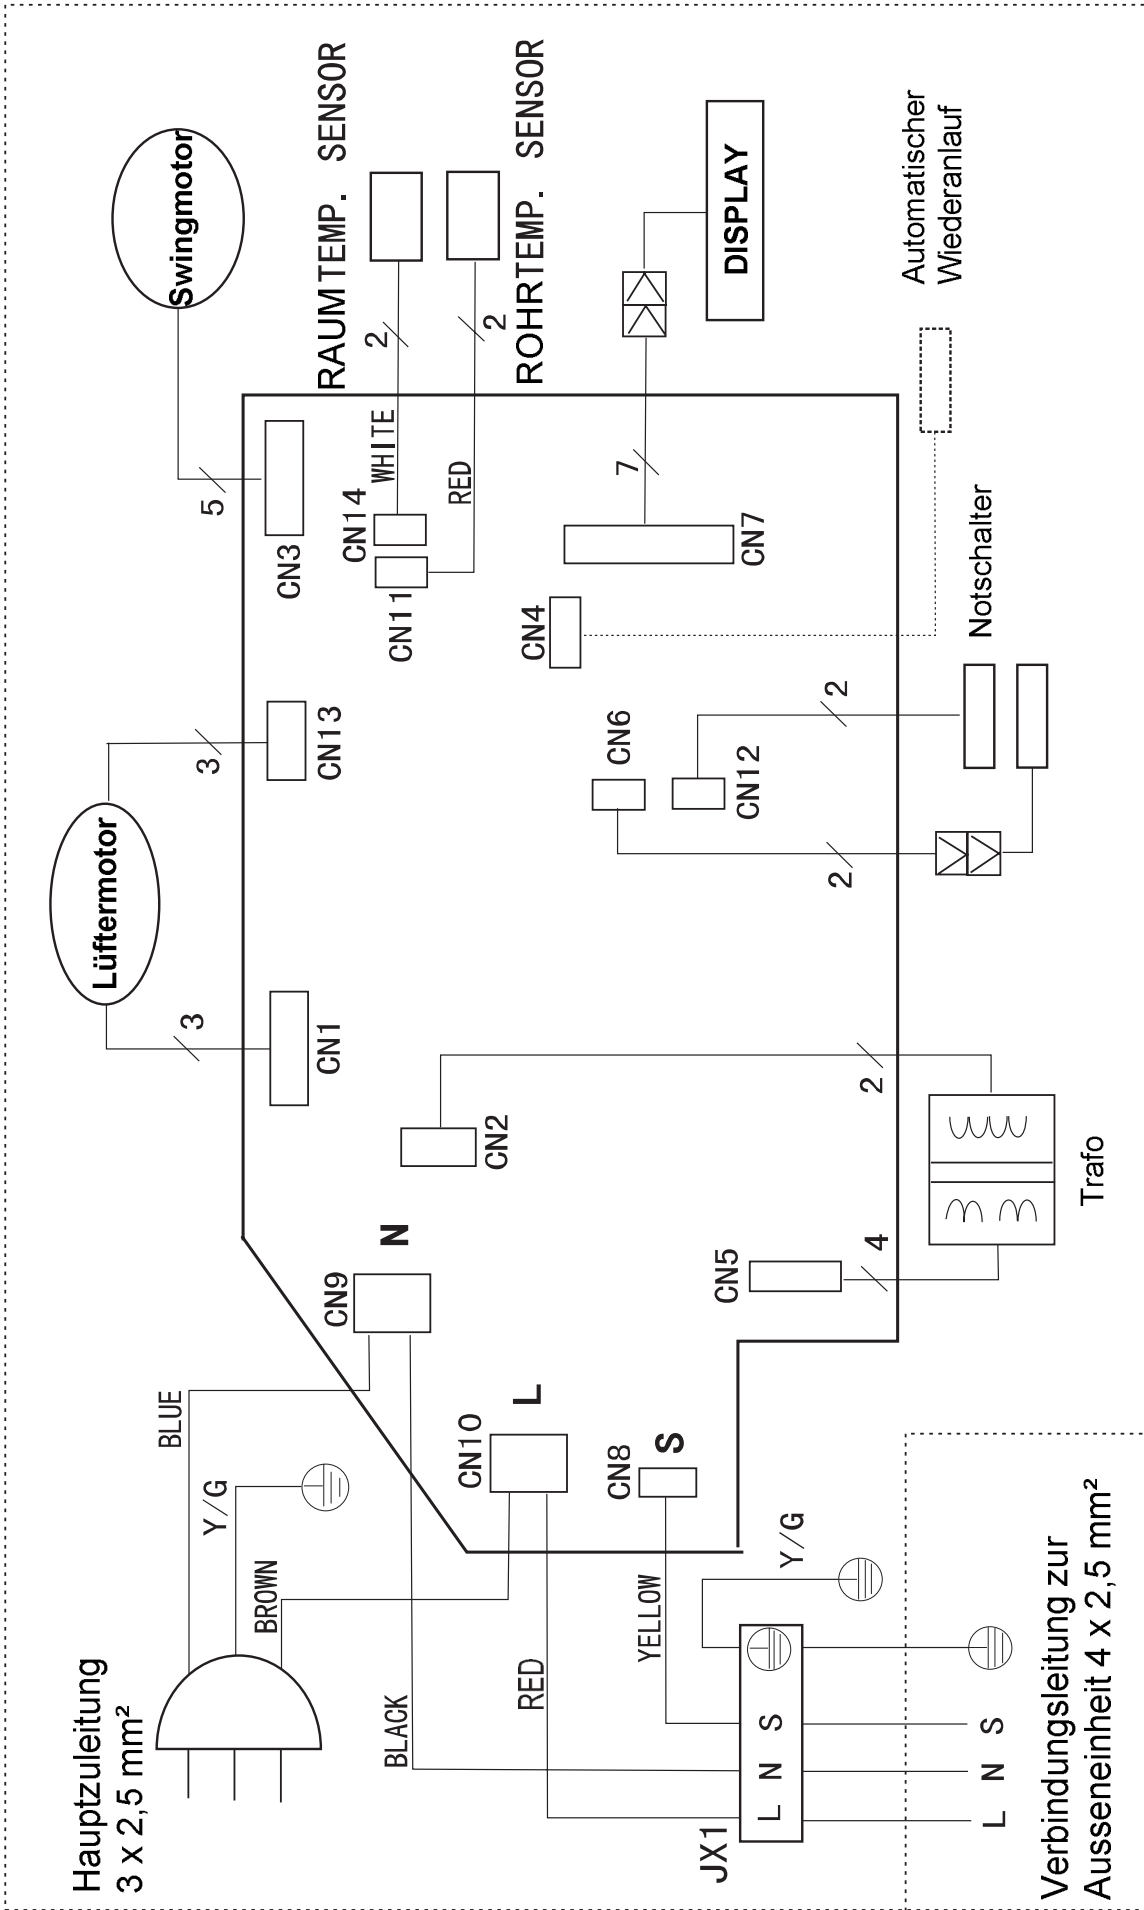 Hauptzuleitung
3 x 2,5 mm²
BLUE
Y/G
BROWN
BLACK
RED
YELLOW
Y/G
JX1
L N S
L N S
Verbindungsleitung zur
Ausseneinheit 4 x 2,5 mm²
CN9
N
CN10
L
CN8
S
Lüftermotor
3
CN1
3
CN13
CN2
2
CN5
4
Trafo
Swingmotor
5
CN3
RAUMTEMP. SENSOR
2
WHITE
CN14
ROHRTEMP. SENSOR
2
RED
CN11
DISPLAY
7
CN7
CN4
Automatischer
Wiederanlauf
CN6
2
CN12
2
Notschalter